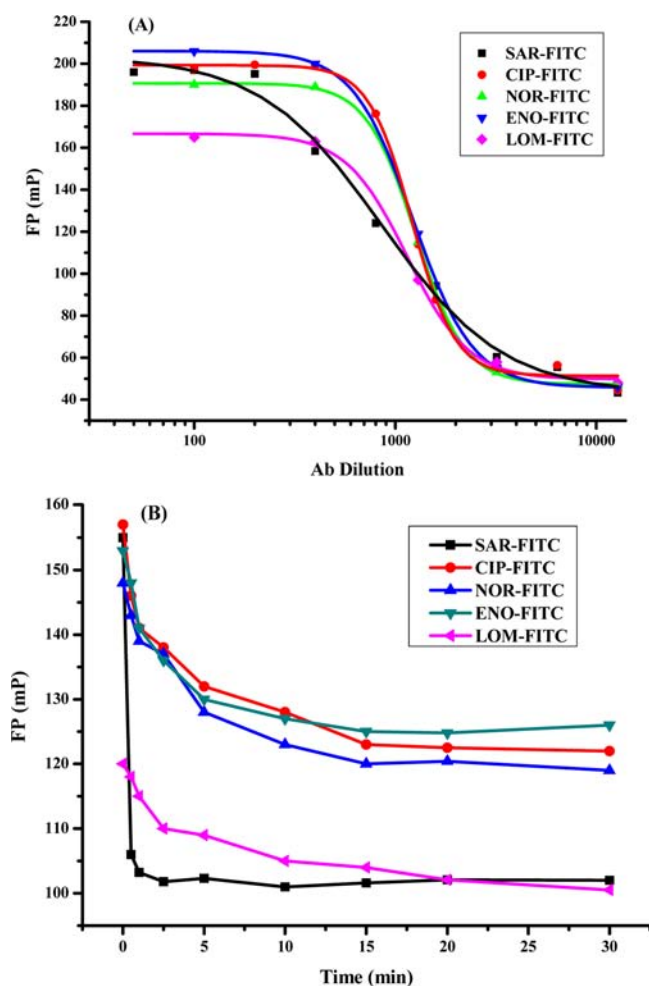 (A)
SAR-FITC
CIP-FITC
NOR-FITC
ENO-FITC
LOM-FITC
FP (mP)
220
200
180
160
140
120
100
80
60
40
100 1000 10000
Ab Dilution
(B)
SAR-FITC
CIP-FITC
NOR-FITC
ENO-FITC
LOM-FITC
FP (mP)
160
150
140
130
120
110
100
0 5 10 15 20 25 30
Time (min)